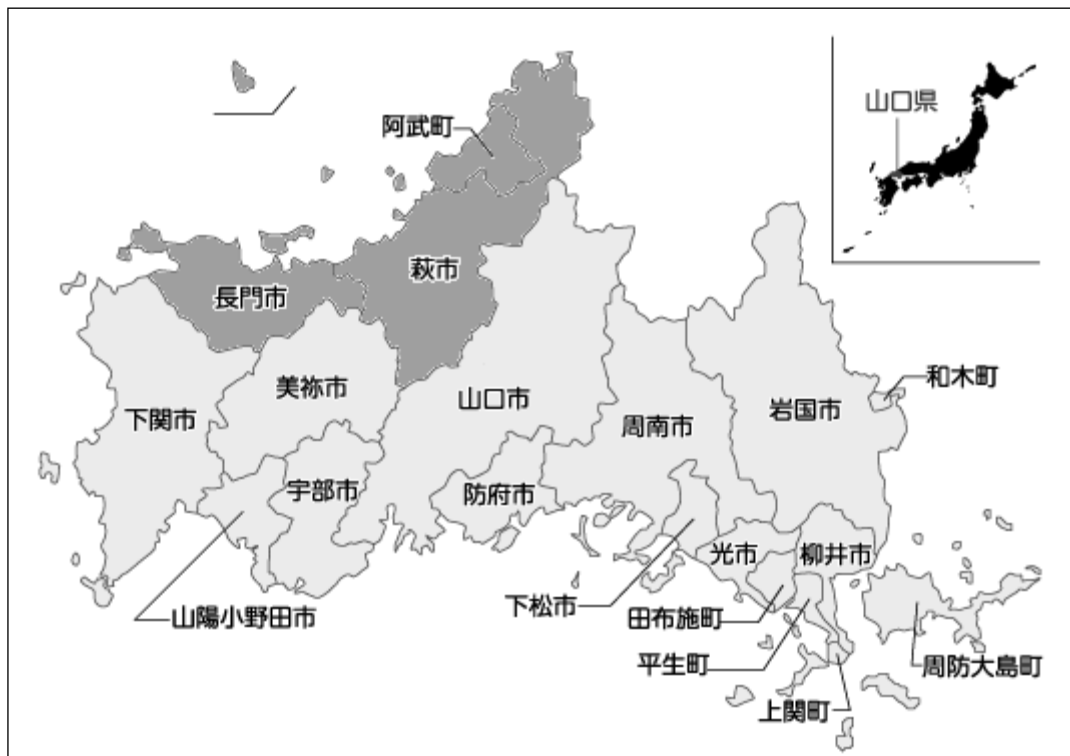 山口県
阿武町
萩市
長門市
和木町
美祢市
山口市
岩国市
下関市
周南市
宇部市
防府市
光市
柳井市
下松市
山陽小野田市
田布施町
平生町
周防大島町
上関町